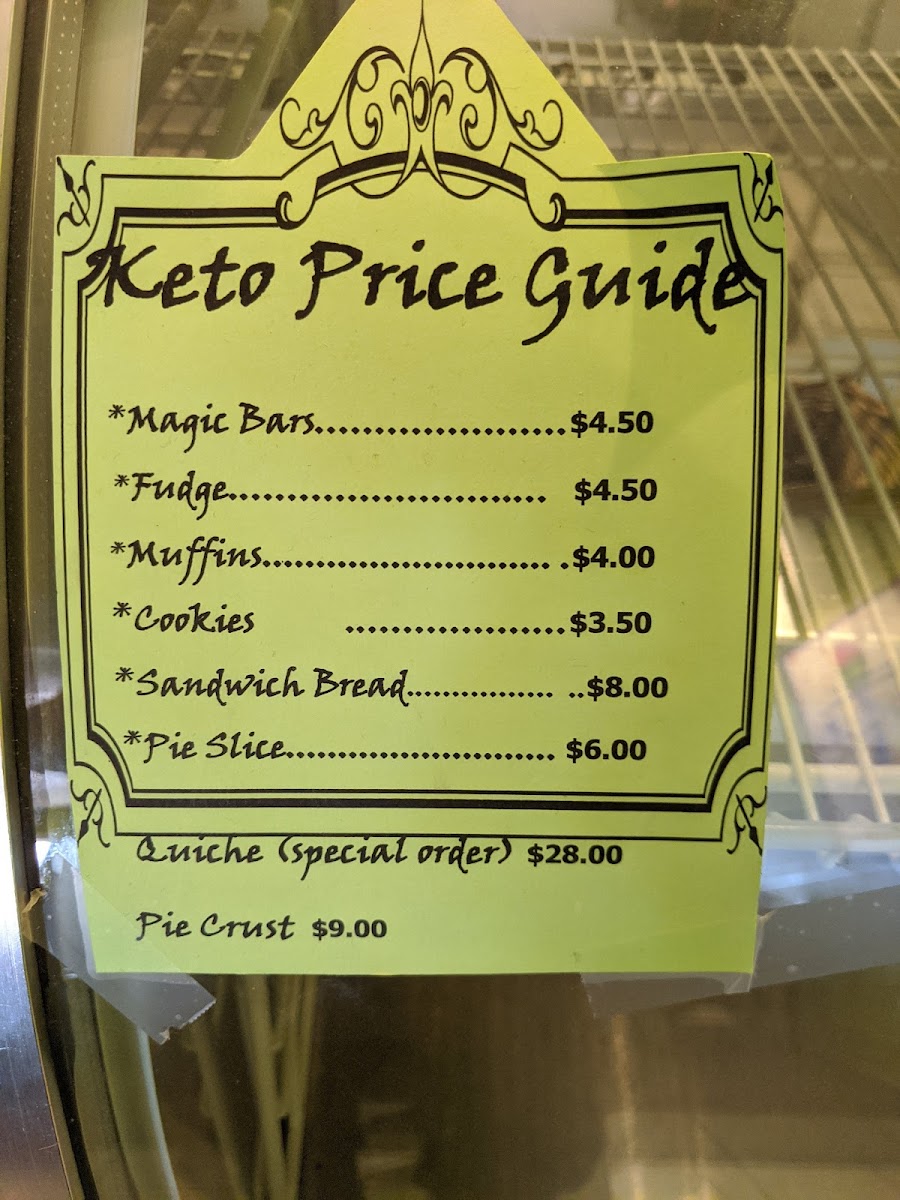 Keto Price Guide
*Magic Bars.....................$4.50
*Fudge........................... $4.50
*Muffins............................ .$4.00
*Cookies ...................$3.50
*Sandwich Bread................ ..$8.00
*Pie Slice........................... $6.00
Quiche (special order) $28.00
Pie Crust $9.00